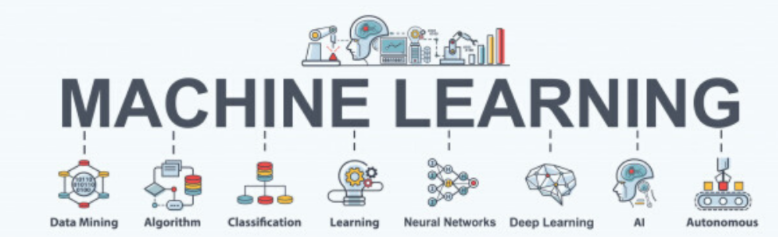 MACHINE LEARNING
Data Mining Algorithm Classification Learning Neural Networks Deep Learning AI Autonomous